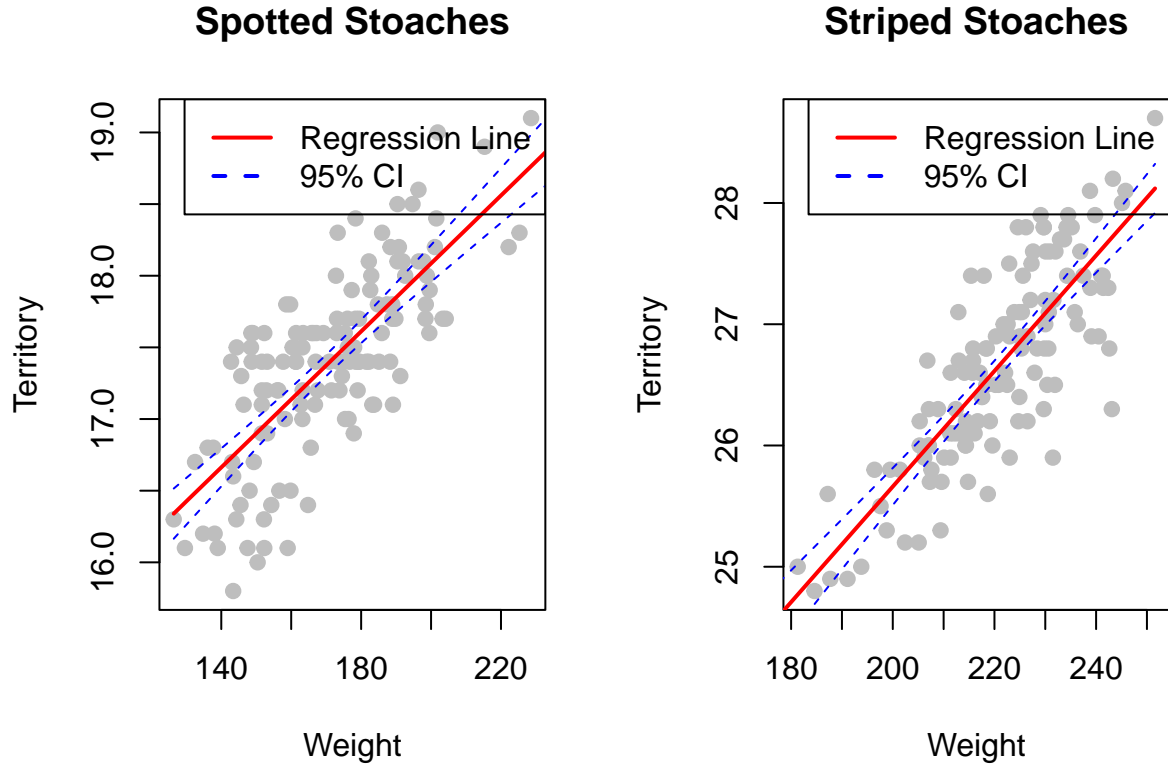 Spotted Stoaches
Regression Line
95% CI
Territory
19.0
18.0
17.0
16.0
140
180
220
Weight
Striped Stoaches
Regression Line
95% CI
Territory
28
27
26
25
180
200
220
240
Weight